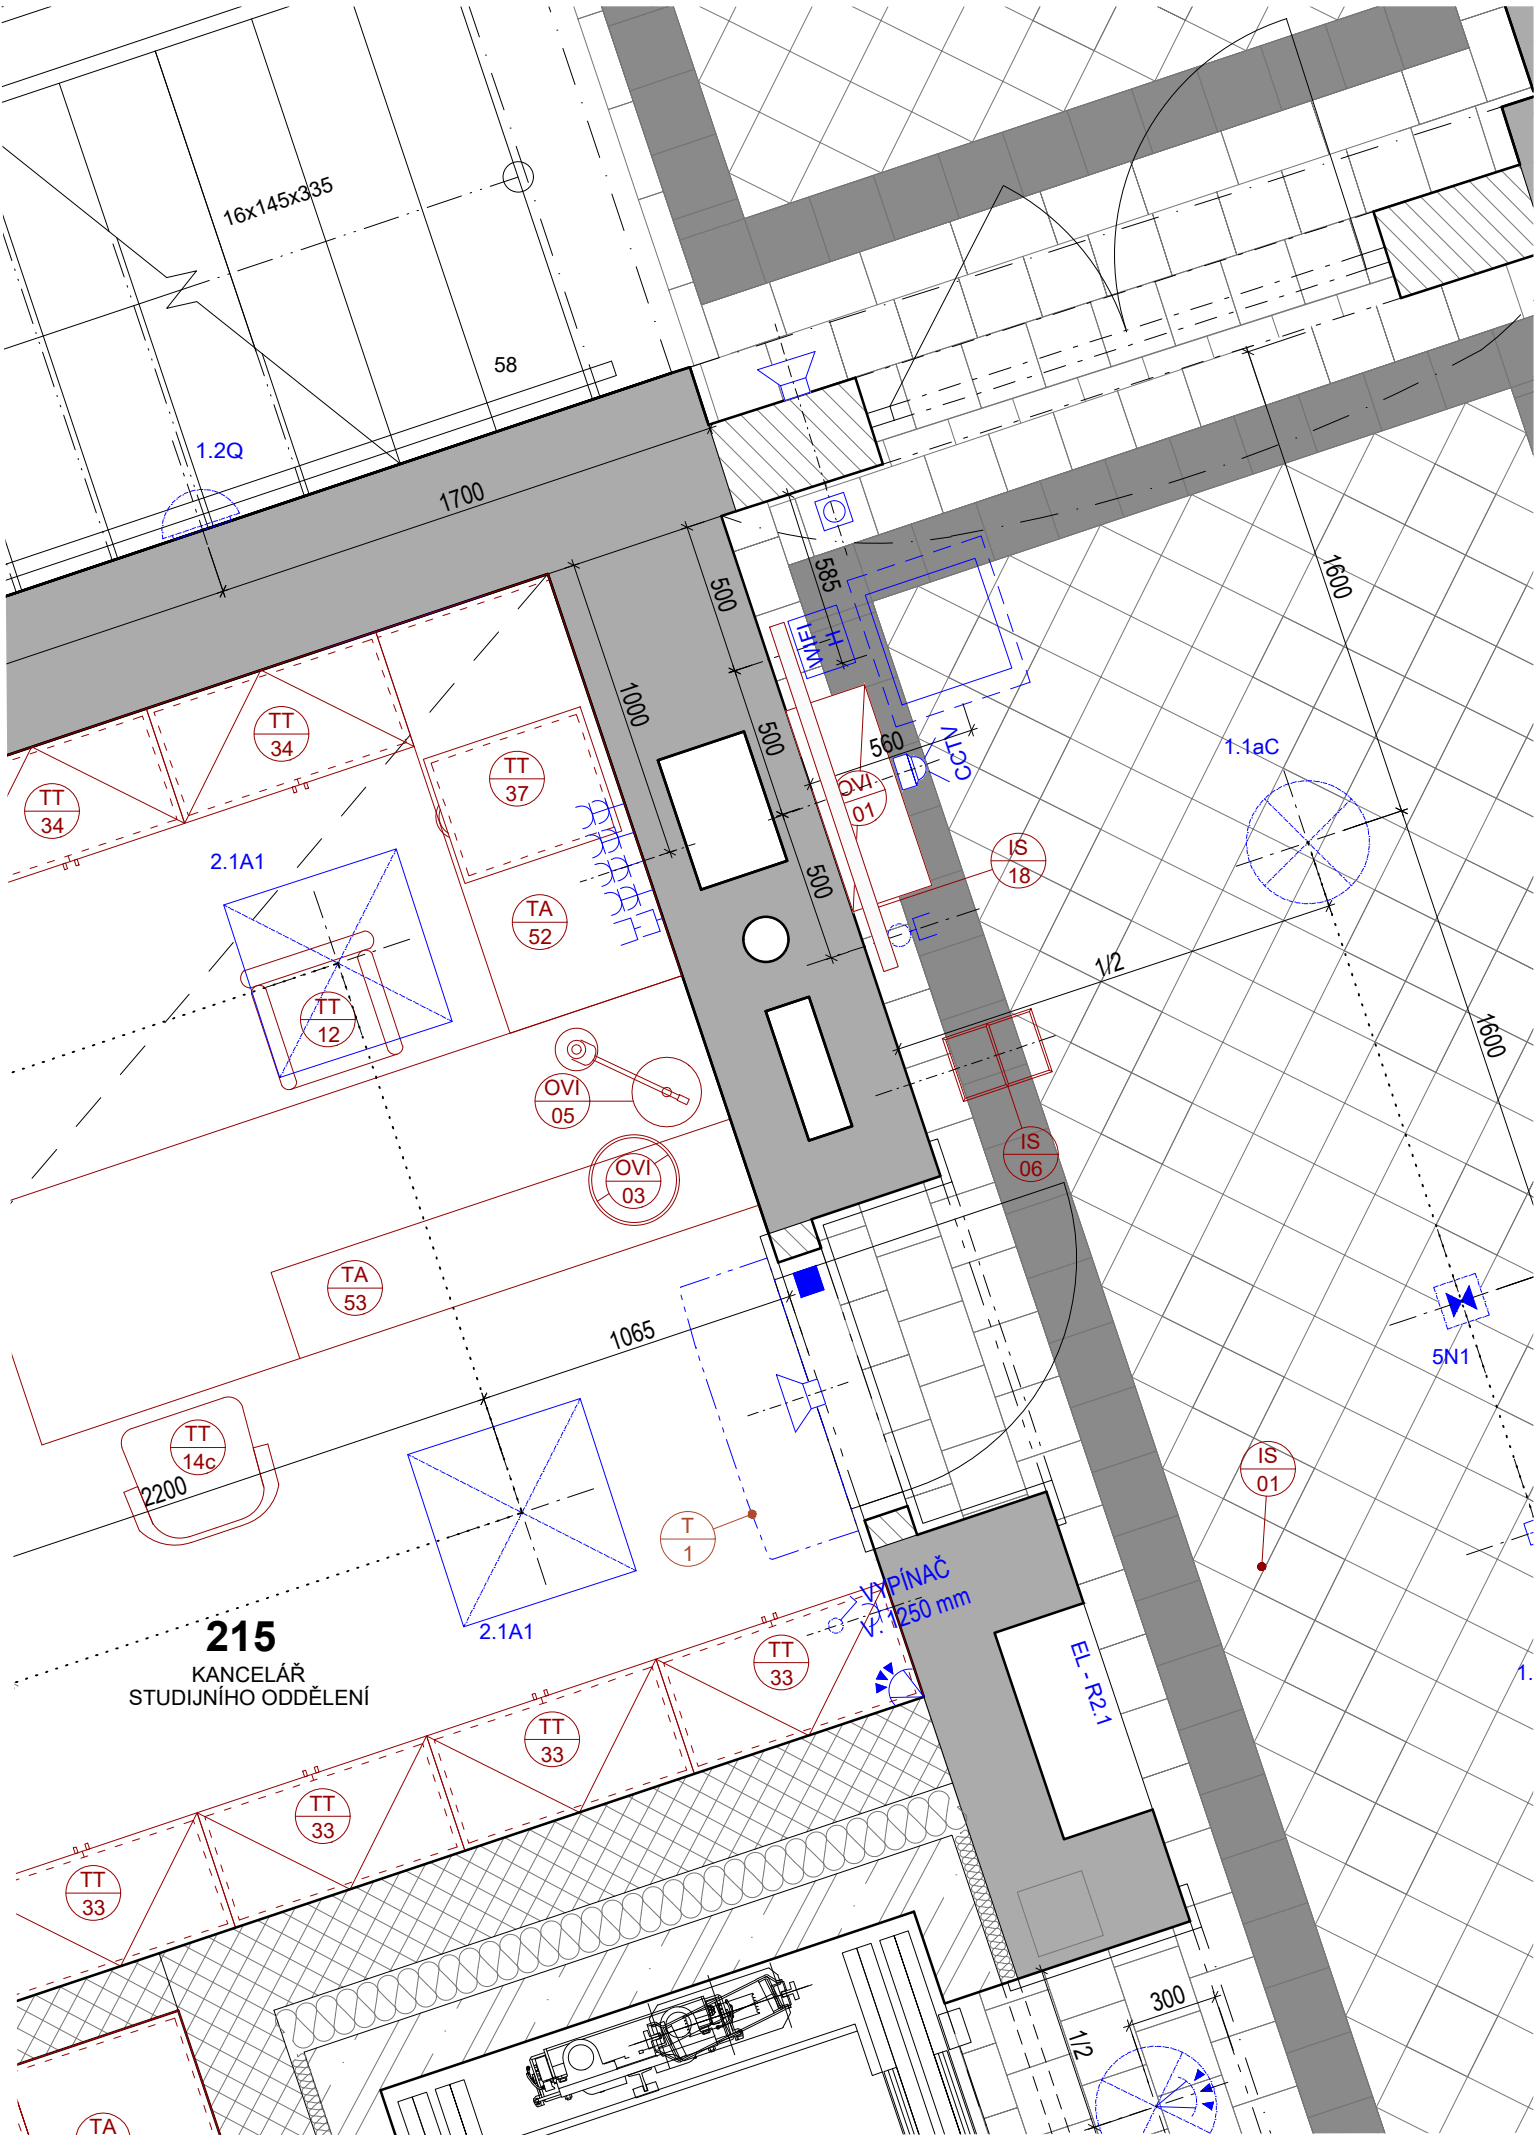 16x145x335
58
1.2Q
1700
500
585
1600
WIFI
H
1000
500
560
CCTV
1.1aC
TT
34
TT
34
TT
37
OVI
01
IS
18
2.1A1
TA
52
500
1/2
TT
12
1600
OVI
05
IS
06
OVI
03
TA
53
1065
5N1
TT
14c
2200
IS
01
T
1
VYPÍNAČ
V. 1250 mm
2.1A1
215
KANCELÁŘ
STUDIJNÍHO ODDĚLENÍ
TT
33
EL - R2.1
1.
TT
33
TT
33
TT
33
300
1/2
TA